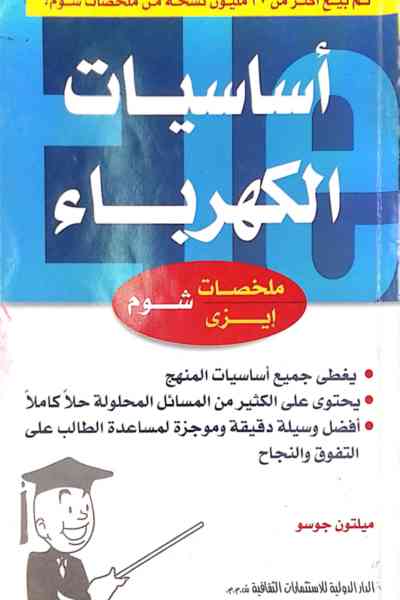 تم بيع أكثر من ٣٠ مليون نسخة من ملخصات شوم.
Ele
أساسيات
الكهرباء
ملخصات
إيزى
شوم
يغطى جميع أساسيات المنهج
يحتوى على الكثير من المسائل المحلولة حلاً كاملاً
أفضل وسيلة دقيقة وموجزة لمساعدة الطالب على
التفوق والنجاح
ميلتون جوسو
الدار الدولية للاستثمارات الثقافية ش.م.م.